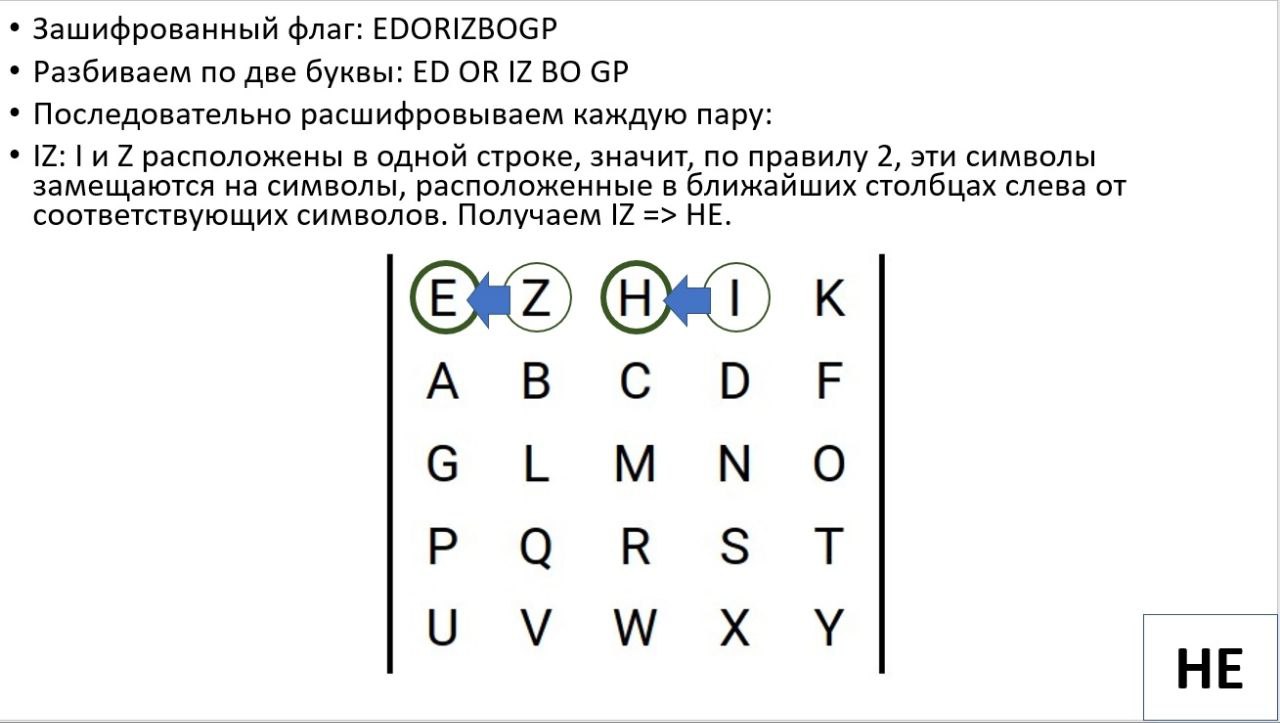 • Зашифрованный флаг: EDORIZBOGP
• Разбиваем по две буквы: ED OR IZ BO GP
• Последовательно расшифровываем каждую пару:
• IZ: I и Z расположены в одной строке, значит, по правилу 2, эти символы
замещаются на символы, расположенные в ближайших столбцах слева от
соответствующих символов. Получаем IZ => HE.
E Z H I K
A B C D F
G L M N O
P Q R S T
U V W X Y
HE